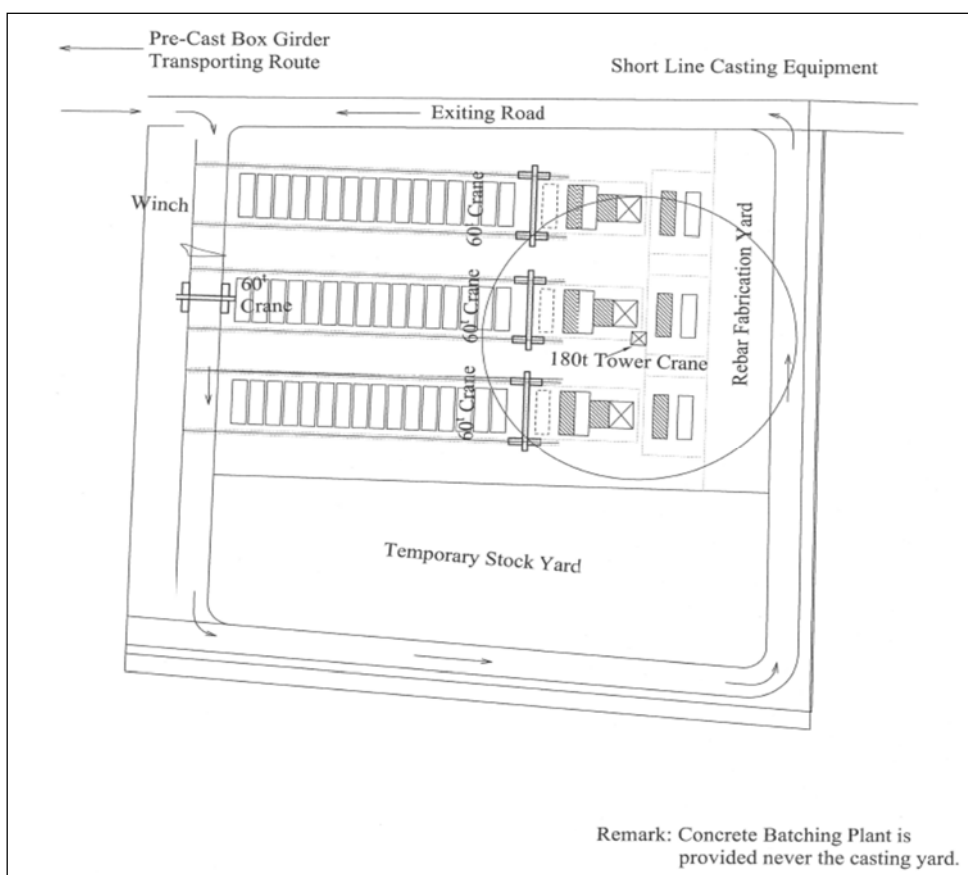 Pre-Cast Box Girder
Transporting Route
Short Line Casting Equipment
Exiting Road
Winch
60t Crane
60t
Crane
60t Crane
60t Crane
180t Tower Crane
Rebar Fabrication Yard
Temporary Stock Yard
Remark: Concrete Batching Plant is
provided never the casting yard.